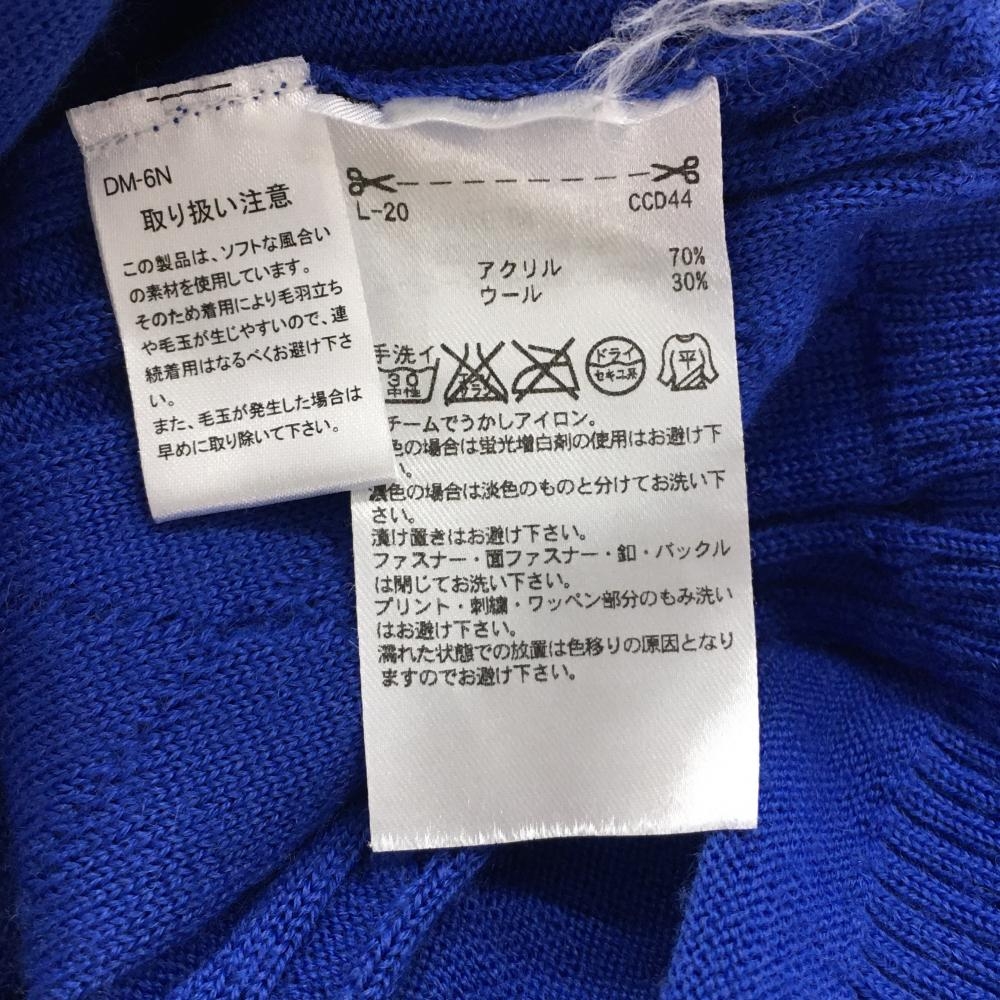 DM-6N
取り扱い注意
この製品は、ソフトな風合い
の素材を使用しています。
そのため着用により毛羽立ち
や毛玉が生じやすいので、連
続着用はなるべくお避け下さ
い。
また、毛玉が発生した場合は
早めに取り除いて下さい。
L-20 CCD44
アクリル 70%
ウール 30%
手洗イ
30
中性
ドライ
セキユ系
平
チームでうかしアイロン。
色の場合は蛍光増白剤の使用はお避け下
い。
濃色の場合は淡色のものと分けてお洗い下
さい。
漬け置きはお避け下さい。
ファスナー・面ファスナー・釦・バックル
は閉じてお洗い下さい。
プリント・刺繍・ワッペン部分のもみ洗い
はお避け下さい。
濡れた状態での放置は色移りの原因となり
ますのでお避け下さい。